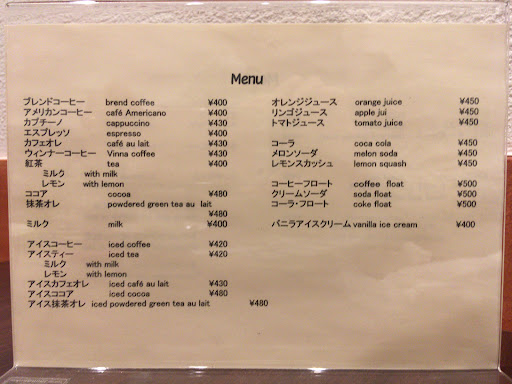 Menu
ブレンドコーヒー brend coffee ¥400
アメリカンコーヒー café Americano ¥400
カプチーノ cappuccino ¥430
エスプレッソ espresso ¥400
カフェオレ café au lait ¥430
ウィンナーコーヒー Vinna coffee ¥430
紅茶 tea ¥400
ミルク with milk
レモン with lemon
ココア cocoa ¥480
抹茶オレ powdered green tea au lait
¥480
ミルク milk ¥400
アイスコーヒー iced coffee ¥420
アイスティー iced tea ¥420
ミルク with milk
レモン with lemon
アイスカフェオレ iced café au lait ¥430
アイスココア iced cocoa ¥480
アイス抹茶オレ iced powdered green tea au lait ¥480
オレンジジュース orange juice ¥450
リンゴジュース apple jui ¥450
トマトジュース tomato juice ¥450
コーラ coca cola ¥450
メロンソーダ melon soda ¥450
レモンスカッシュ lemon squash ¥450
コーヒーフロート coffee float ¥500
クリームソーダ soda float ¥500
コーラ・フロート coke float ¥500
バニラアイスクリーム vanilla ice cream ¥400